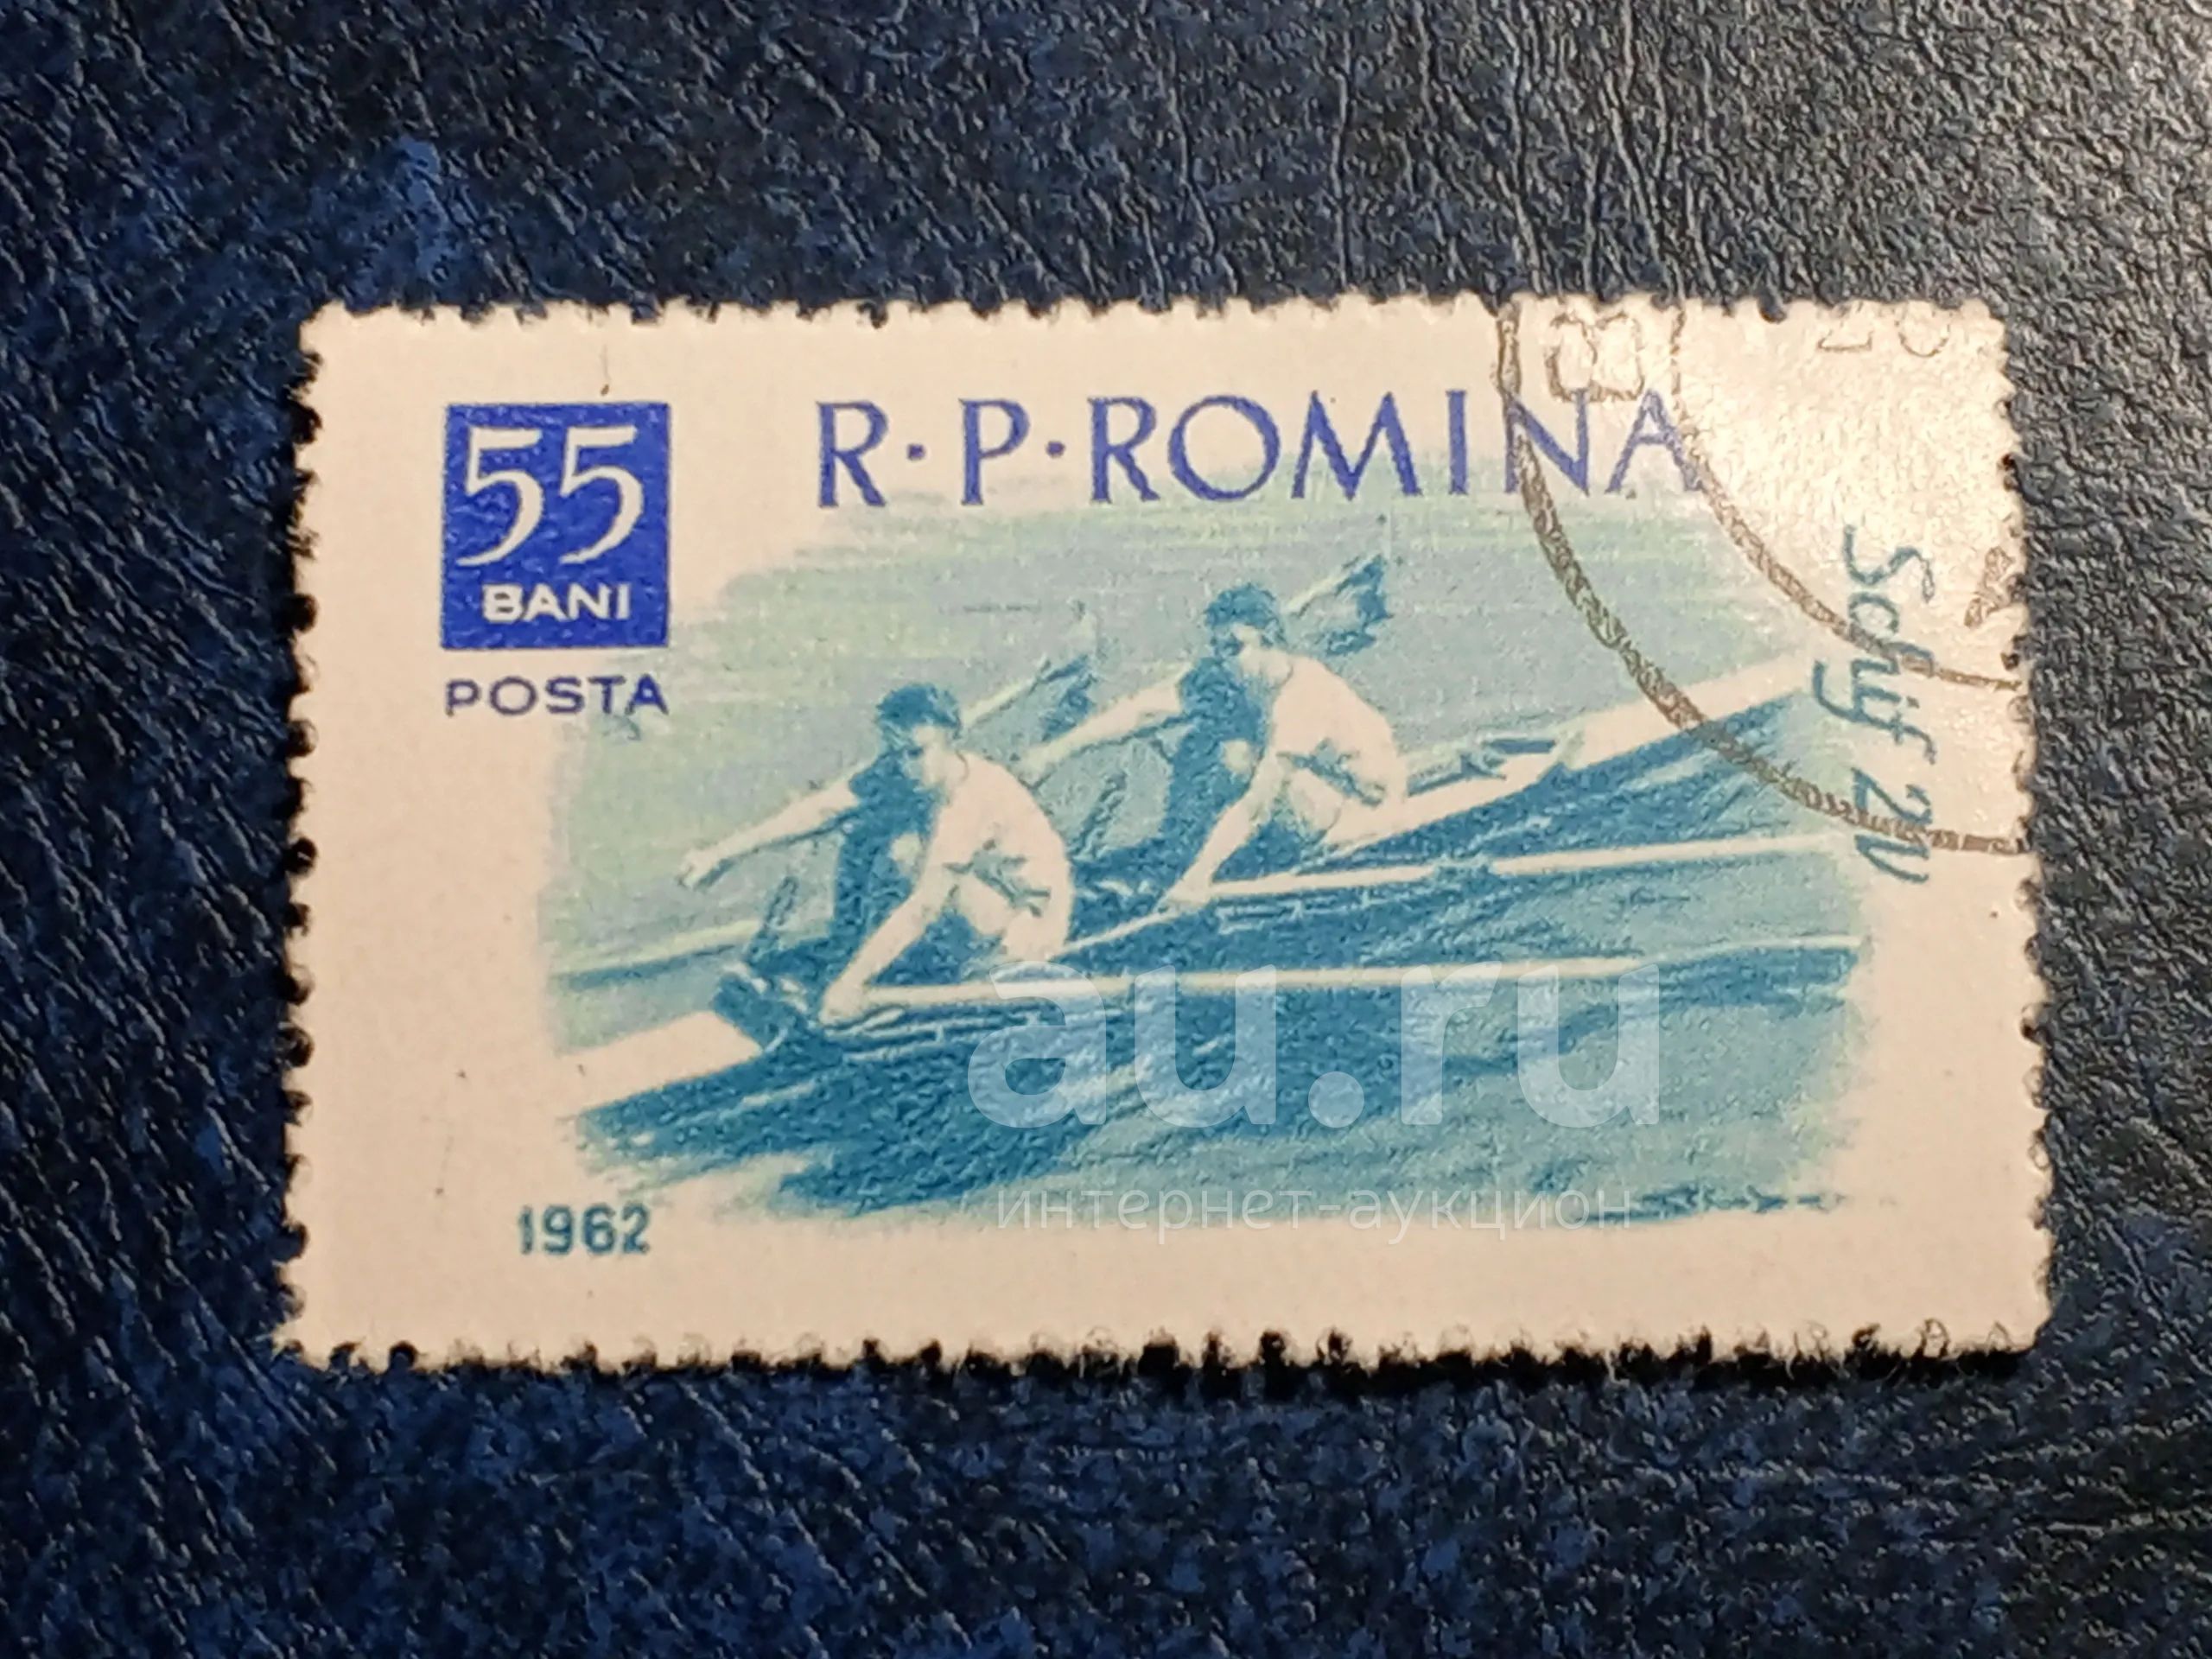 55
BANI
POSTA
R·P·ROMINA
Schif 2v
1962
au.ru
интернет-аукцион